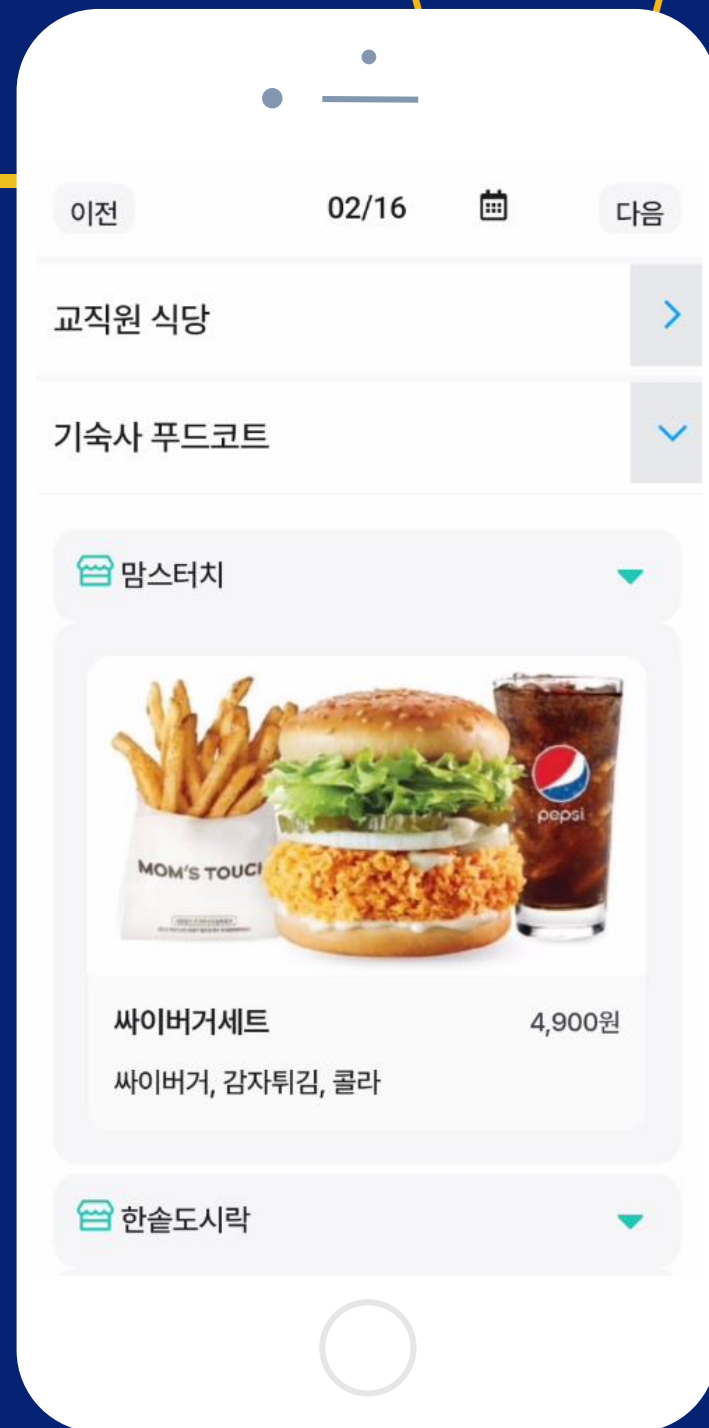 이전 02/16 다음
교직원 식당
기숙사 푸드코트
맘스터치
MOM'S TOUCH
pepsi
싸이버거세트 4,900원
싸이버거, 감자튀김, 콜라
한솥도시락